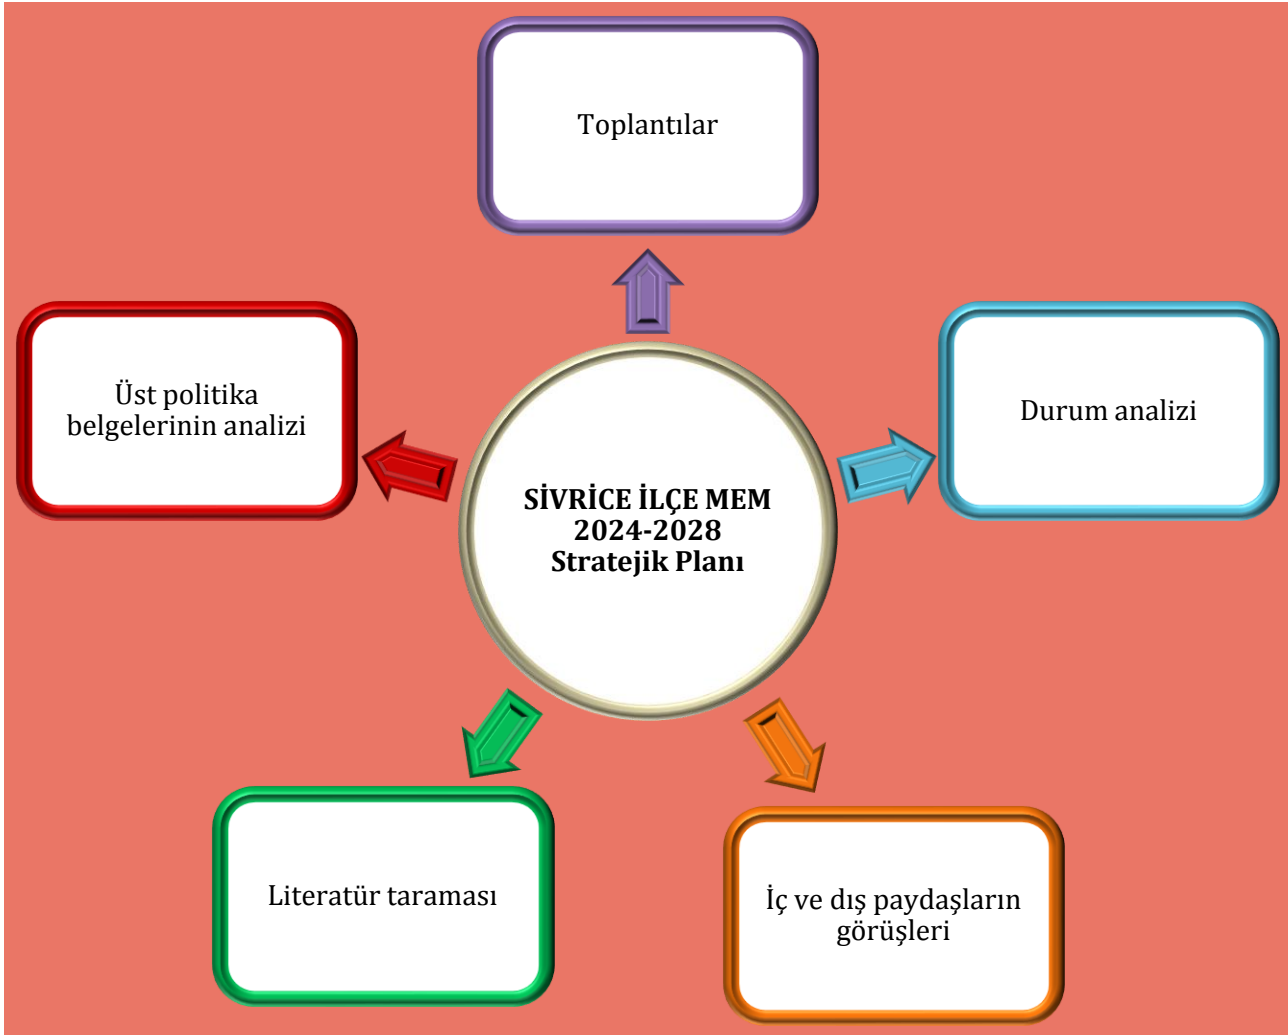 Toplantılar
Üst politika
belgelerinin analizi
Durum analizi
SİVRİCE İLÇE MEM
2024-2028
Stratejik Planı
Literatür taraması
İç ve dış paydaşların
görüşleri